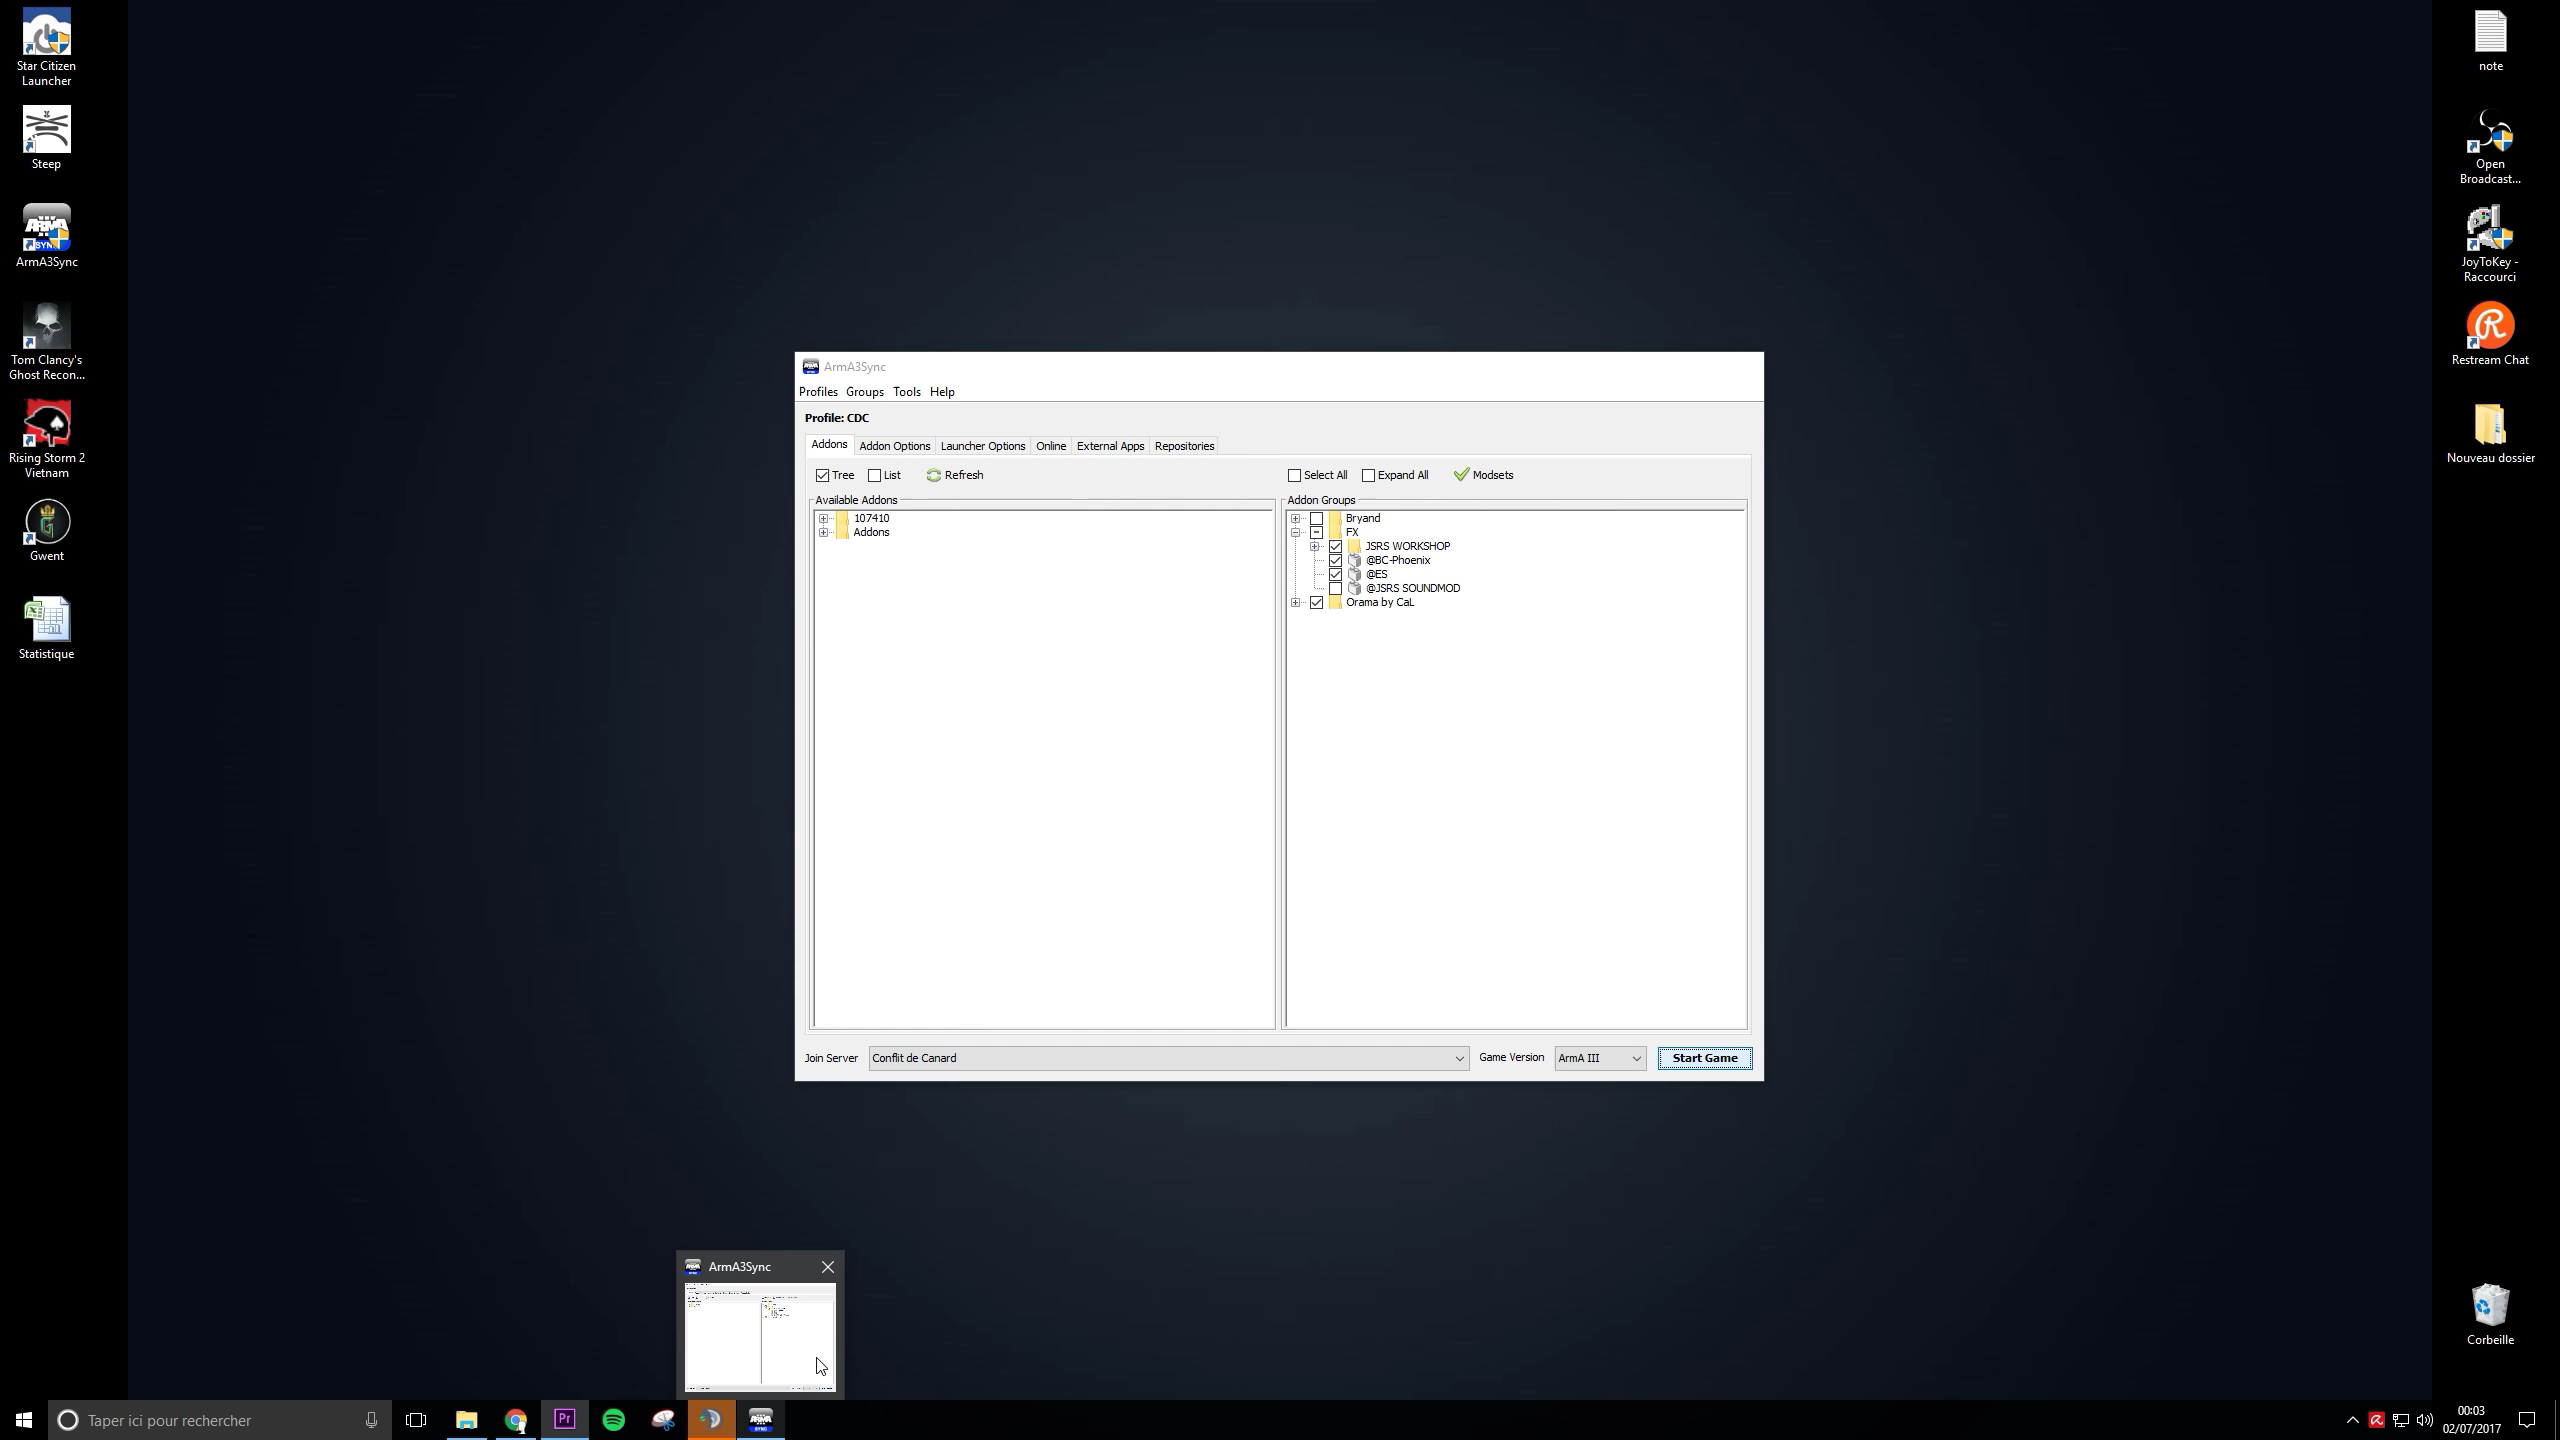 Star Citizen
Launcher
Steep
ArmA3Sync
Tom Clancy's
Ghost Recon...
Rising Storm 2
Vietnam
Gwent
Statistique
note
Open
Broadcast...
JoyToKey -
Raccourci
Restream Chat
Nouveau dossier
Corbeille
ArmA3Sync
Profiles Groups Tools Help
Profile: CDC
Addons Addon Options Launcher Options Online External Apps Repositories
Tree List Refresh Select All Expand All Modsets
Available Addons
107410
Addons
Addon Groups
Bryand
FX
JSRS WORKSHOP
@BC-Phoenix
@ES
@JSRS SOUNDMOD
Orama by CaL
Join Server Conflit de Canard Game Version ArmA III Start Game
ArmA3Sync
Taper ici pour rechercher
Pr
00:03
02/07/2017